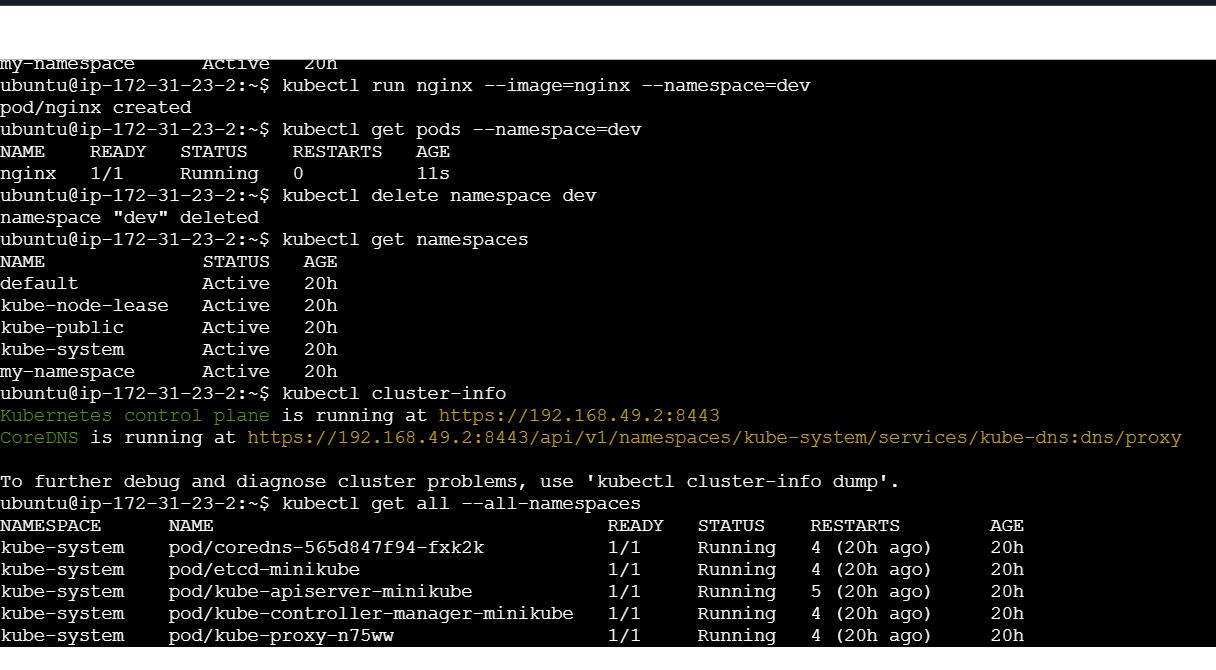 my-namespace       Active   20h
ubuntu@ip-172-31-23-2:~$ kubectl run nginx --image=nginx --namespace=dev
pod/nginx created
ubuntu@ip-172-31-23-2:~$ kubectl get pods --namespace=dev
NAME    READY   STATUS    RESTARTS   AGE
nginx   1/1     Running   0          11s
ubuntu@ip-172-31-23-2:~$ kubectl delete namespace dev
namespace "dev" deleted
ubuntu@ip-172-31-23-2:~$ kubectl get namespaces
NAME              STATUS   AGE
default           Active   20h
kube-node-lease   Active   20h
kube-public       Active   20h
kube-system       Active   20h
my-namespace      Active   20h
ubuntu@ip-172-31-23-2:~$ kubectl cluster-info
Kubernetes control plane is running at https://192.168.49.2:8443
CoreDNS is running at https://192.168.49.2:8443/api/v1/namespaces/kube-system/services/kube-dns:dns/proxy

To further debug and diagnose cluster problems, use 'kubectl cluster-info dump'.
ubuntu@ip-172-31-23-2:~$ kubectl get all --all-namespaces
NAMESPACE      NAME                                   READY   STATUS    RESTARTS        AGE
kube-system    pod/coredns-565d847f94-fxk2k           1/1     Running   4 (20h ago)     20h
kube-system    pod/etcd-minikube                      1/1     Running   4 (20h ago)     20h
kube-system    pod/kube-apiserver-minikube            1/1     Running   5 (20h ago)     20h
kube-system    pod/kube-controller-manager-minikube   1/1     Running   4 (20h ago)     20h
kube-system    pod/kube-proxy-n75ww                   1/1     Running   4 (20h ago)     20h